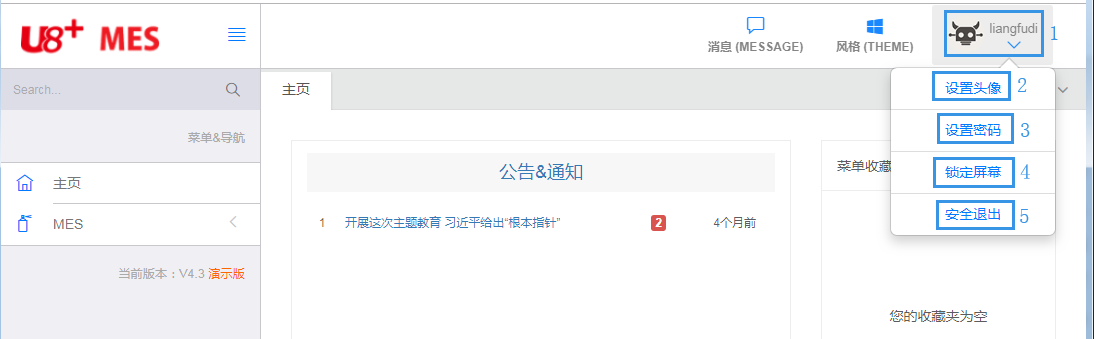 U8+ MES
消息 (MESSAGE)
风格 (THEME)
liangfudi
1
Search...
主页
设置头像 2
设置密码 3
锁定屏幕 4
安全退出 5
菜单&导航
主页
MES
当前版本：V4.3 演示版
公告&通知
1 开展这次主题教育 习近平给出“根本指针” 2 4个月前
菜单收藏
您的收藏夹为空